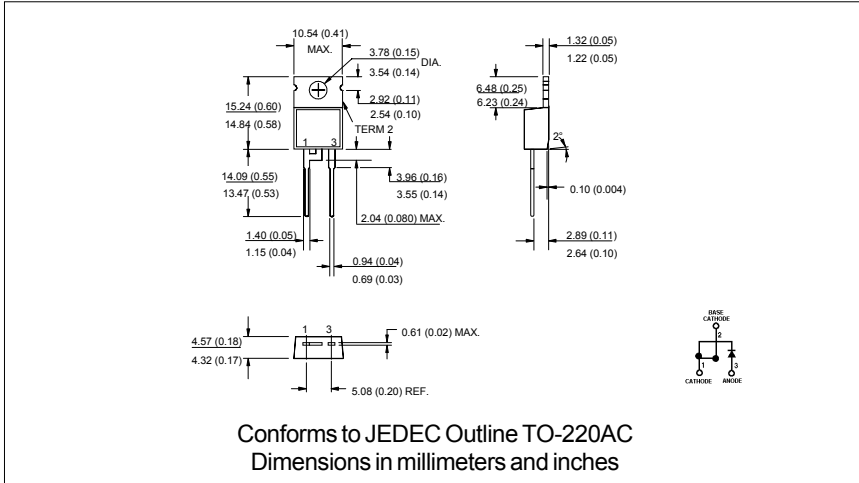 10.54 (0.41)
MAX.
3.78 (0.15)
3.54 (0.14)
DIA.
2.92 (0.11)
2.54 (0.10)
TERM 2
15.24 (0.60)
14.84 (0.58)
1 3
14.09 (0.55)
13.47 (0.53)
3.96 (0.16)
3.55 (0.14)
2.04 (0.080) MAX.
1.40 (0.05)
1.15 (0.04)
0.94 (0.04)
0.69 (0.03)
1.32 (0.05)
1.22 (0.05)
6.48 (0.25)
6.23 (0.24)
2°
0.10 (0.004)
2.89 (0.11)
2.64 (0.10)
4.57 (0.18)
4.32 (0.17)
1 3
0.61 (0.02) MAX.
5.08 (0.20) REF.
BASE
CATHODE
2
1 3
CATHODE ANODE
Conforms to JEDEC Outline TO-220AC
Dimensions in millimeters and inches